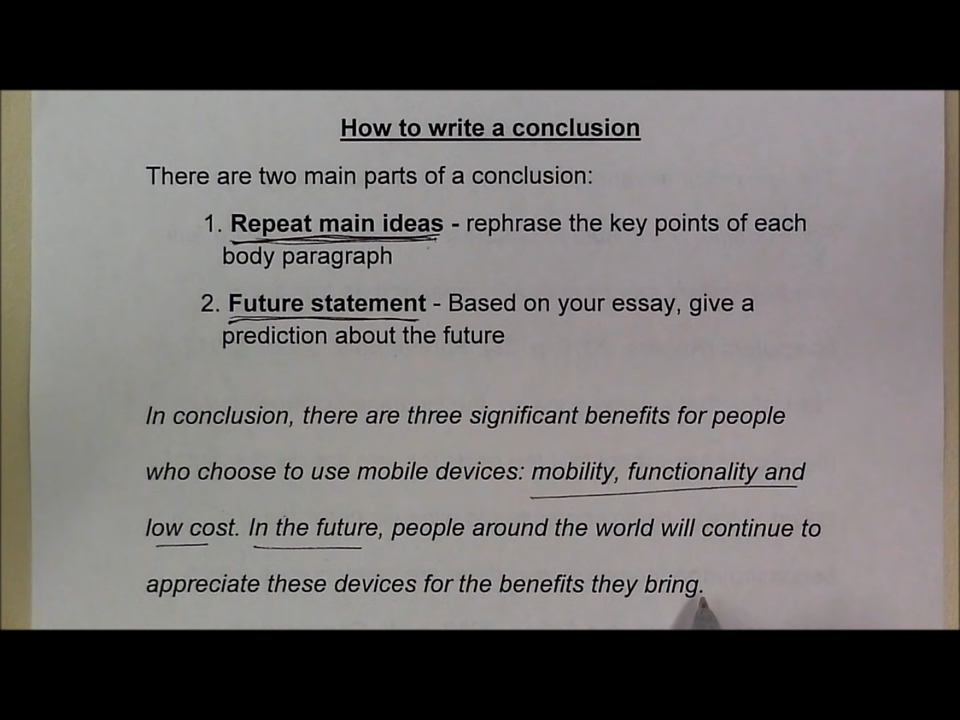 How to write a conclusion
There are two main parts of a conclusion:
1. Repeat main ideas - rephrase the key points of each
body paragraph
2. Future statement - Based on your essay, give a
prediction about the future
In conclusion, there are three significant benefits for people
who choose to use mobile devices: mobility, functionality and
low cost. In the future, people around the world will continue to
appreciate these devices for the benefits they bring.